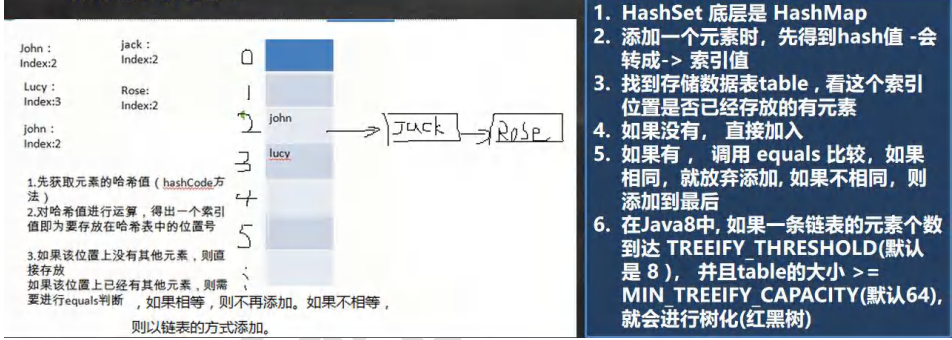 John：
Index:2
jack：
Index:2
Lucy：
Index:3
Rose:
Index:2
john：
Index:2
0
1
2
3
4
5
john
lucy
Jack
Rose
1.先获取元素的哈希值（hashCode方
法）
2.对哈希值进行运算，得出一个索引
值即为要存放在哈希表中的位置号
3.如果该位置上没有其他元素，则直
接存放
如果该位置上已经有其他元素，则需
要进行equals判断，如果相等，则不再添加。如果不相等，
则以链表的方式添加。
1. HashSet 底层是 HashMap
2. 添加一个元素时，先得到hash值 -会
转成-> 索引值
3. 找到存储数据表table , 看这个索引
位置是否已经存放的有元素
4. 如果没有， 直接加入
5. 如果有 ， 调用 equals 比较，如果
相同，就放弃添加, 如果不相同，则
添加到最后
6. 在Java8中, 如果一条链表的元素个数
到达 TREEIFY_THRESHOLD(默认
是 8 )， 并且table的大小 >=
MIN_TREEIFY_CAPACITY(默认64),
就会进行树化(红黑树)